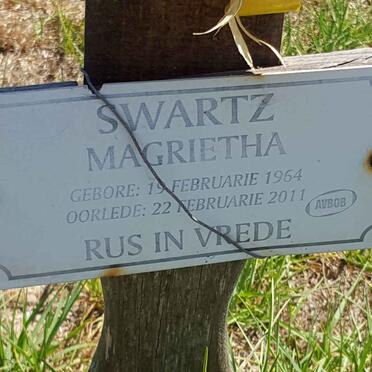 SWARTZ
MAGRIETHA
GEBORE: 19 FEBRUARIE 1964
OORLEDE: 22 FEBRUARIE 2011
AVBOB
RUS IN VREDE